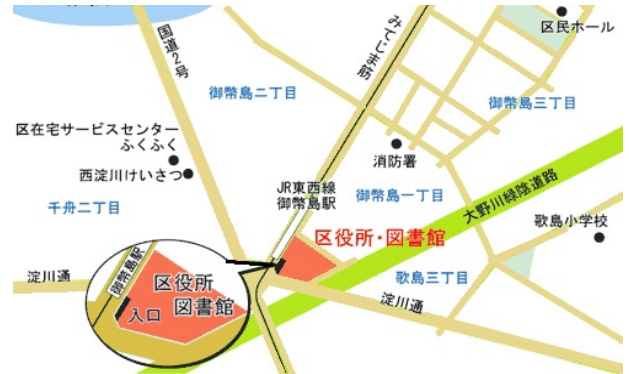 区民ホール
国道2号
みてじま筋
御幣島二丁目
御幣島三丁目
区在宅サービスセンター
ふくふく
西淀川けいさつ
消防署
千舟二丁目
JR東西線
御幣島駅
御幣島一丁目
大野川緑陰道路
区役所・図書館
歌島小学校
御幣島駅
区役所
図書館
入口
淀川通
歌島三丁目
淀川通